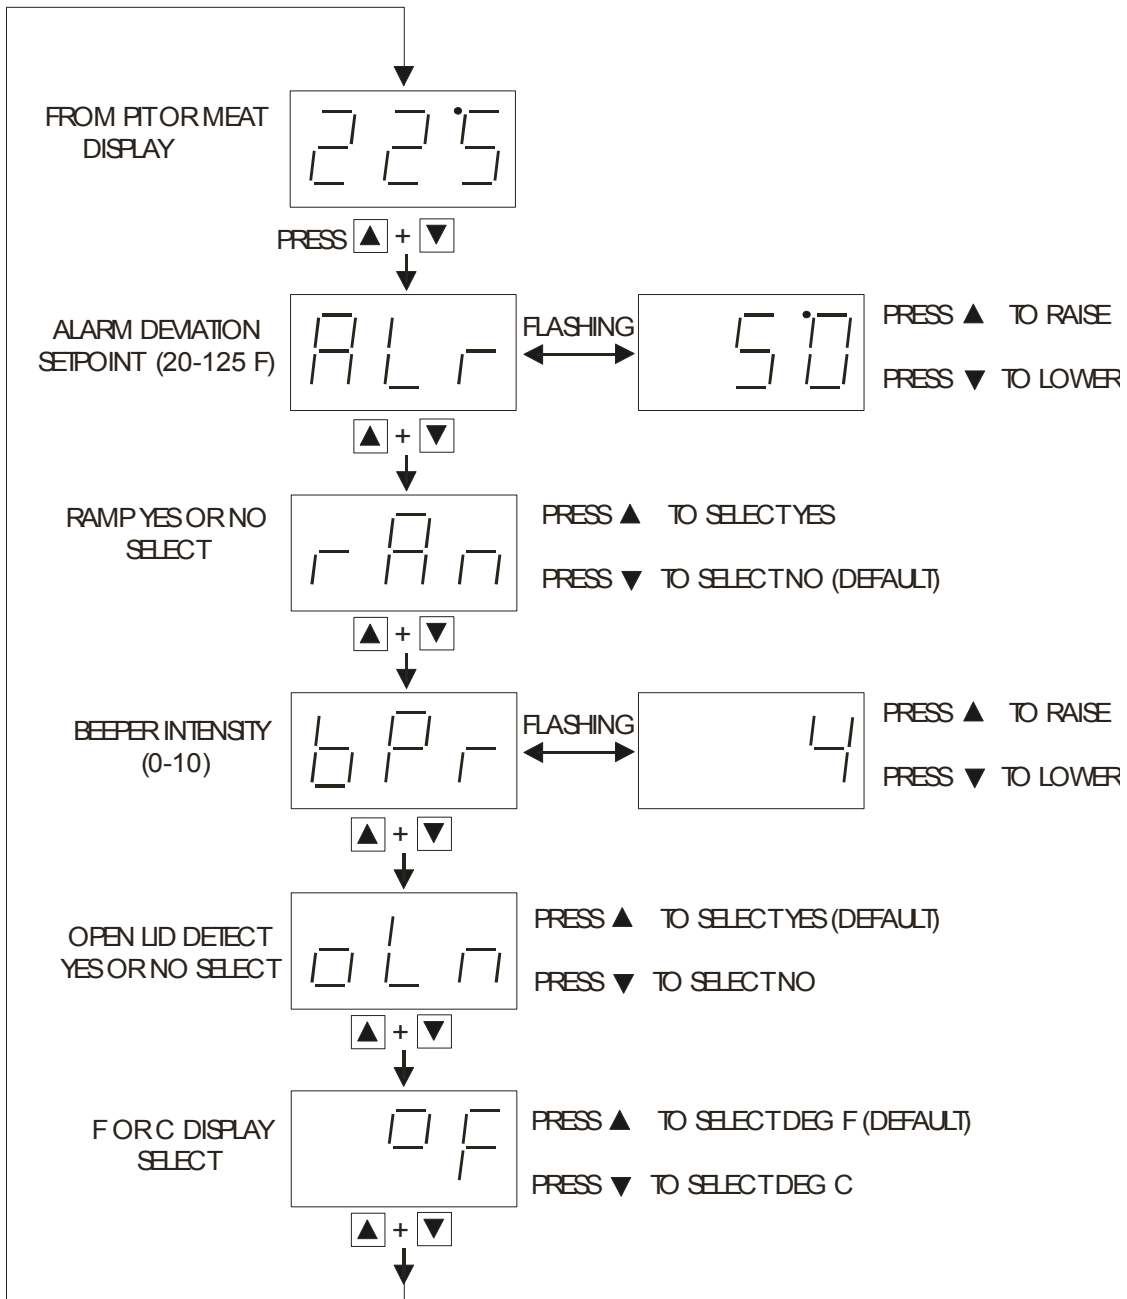 FROM PIT OR MEAT
DISPLAY
225
PRESS ▲ + ▼
ALARM DEVIATION
SETPOINT (20-125 F)
ALr
FLASHING
50
PRESS ▲ TO RAISE
PRESS ▼ TO LOWER
▲ + ▼
RAMP YES OR NO
SELECT
rAn
PRESS ▲ TO SELECT YES
PRESS ▼ TO SELECT NO (DEFAULT)
▲ + ▼
BEEPER INTENSITY
(0-10)
bPr
FLASHING
4
PRESS ▲ TO RAISE
PRESS ▼ TO LOWER
▲ + ▼
OPEN LID DETECT
YES OR NO SELECT
oLn
PRESS ▲ TO SELECT YES (DEFAULT)
PRESS ▼ TO SELECT NO
▲ + ▼
F OR C DISPLAY
SELECT
°F
PRESS ▲ TO SELECT DEG F (DEFAULT)
PRESS ▼ TO SELECT DEG C
▲ + ▼